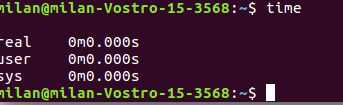 milan@milan-Vostro-15-3568:~$ time
real 0m0.000s
user 0m0.000s
sys 0m0.000s
milan@milan-Vostro-15-3568:~$